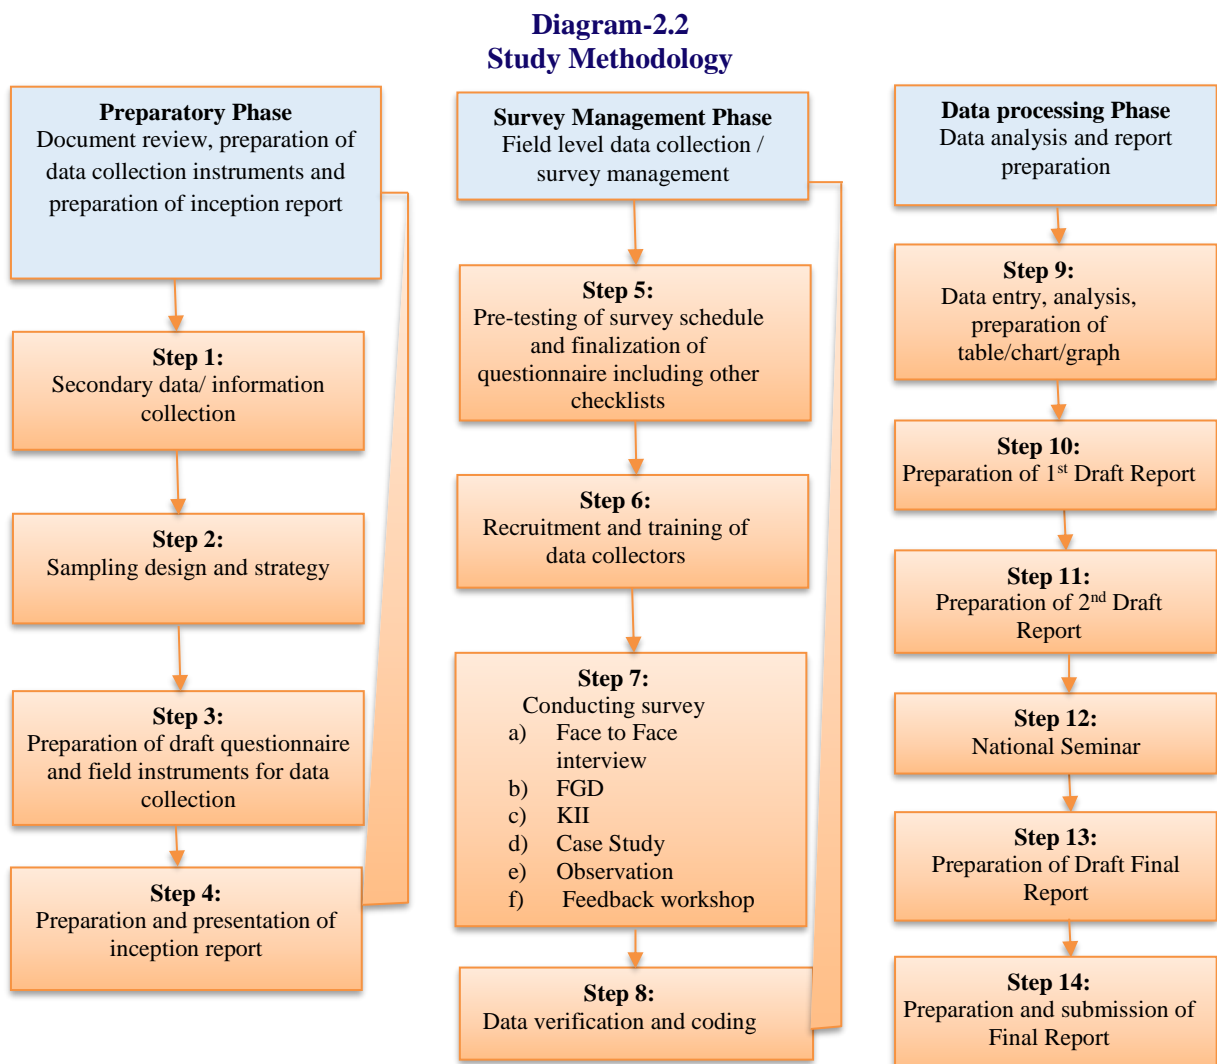 Diagram-2.2
Study Methodology
Preparatory Phase
Document review, preparation of
data collection instruments and
preparation of inception report
Step 1:
Secondary data/ information
collection
Step 2:
Sampling design and strategy
Step 3:
Preparation of draft questionnaire
and field instruments for data
collection
Step 4:
Preparation and presentation of
inception report
Survey Management Phase
Field level data collection /
survey management
Step 5:
Pre-testing of survey schedule
and finalization of
questionnaire including other
checklists
Step 6:
Recruitment and training of
data collectors
Step 7:
Conducting survey
a) Face to Face
interview
b) FGD
c) KII
d) Case Study
e) Observation
f) Feedback workshop
Step 8:
Data verification and coding
Data processing Phase
Data analysis and report
preparation
Step 9:
Data entry, analysis,
preparation of
table/chart/graph
Step 10:
Preparation of 1st Draft Report
Step 11:
Preparation of 2nd Draft
Report
Step 12:
National Seminar
Step 13:
Preparation of Draft Final
Report
Step 14:
Preparation and submission of
Final Report